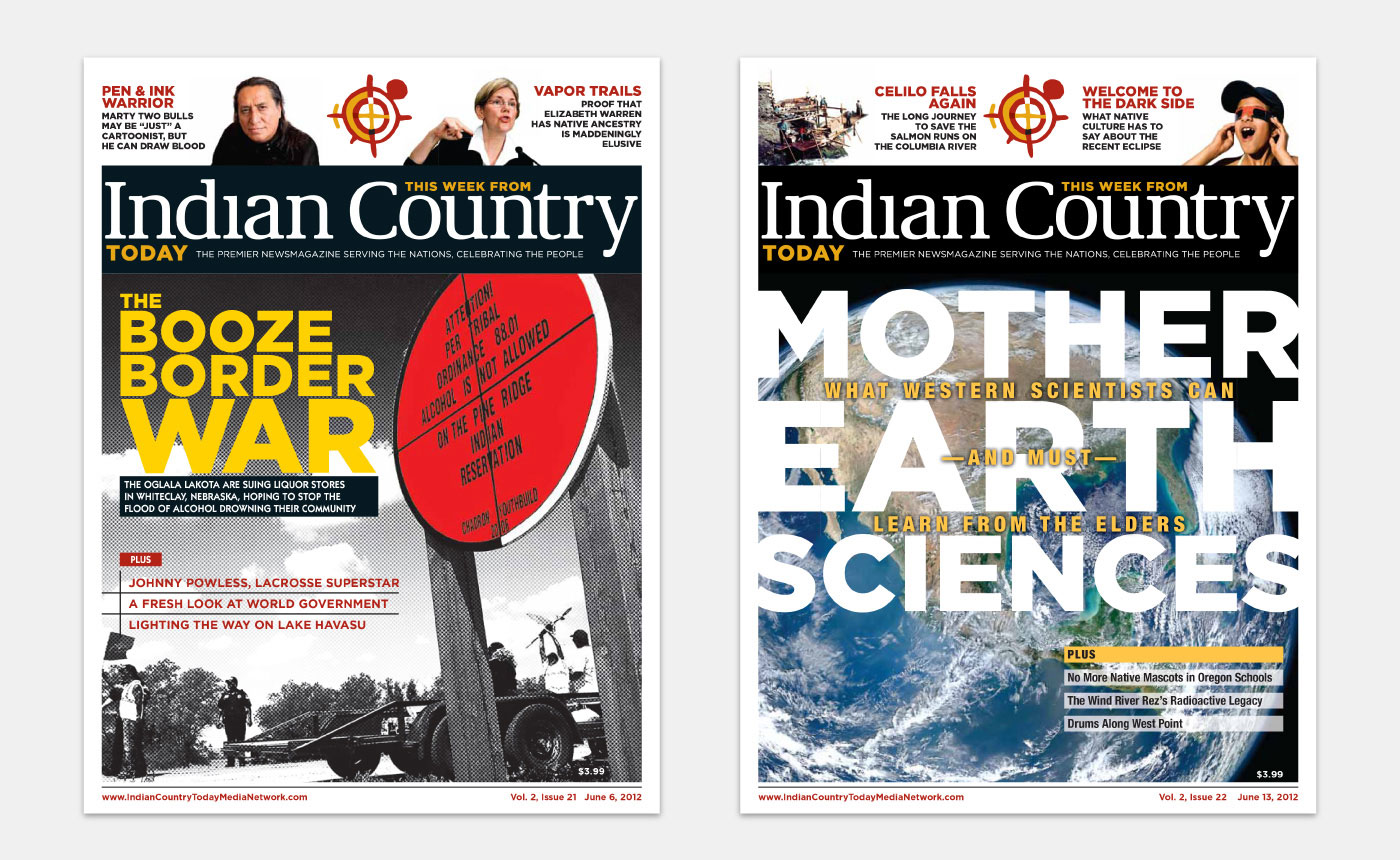 PEN & INK
WARRIOR
MARTY TWO BULLS
MAY BE “JUST” A
CARTOONIST, BUT
HE CAN DRAW BLOOD
VAPOR TRAILS
PROOF THAT
ELIZABETH WARREN
HAS NATIVE ANCESTRY
IS MADDENINGLY
ELUSIVE
THIS WEEK FROM
Indian Country
TODAY THE PREMIER NEWSMAGAZINE SERVING THE NATIONS, CELEBRATING THE PEOPLE
THE
BOOZE
BORDER
WAR
THE OGLALA LAKOTA ARE SUING LIQUOR STORES
IN WHITECLAY, NEBRASKA, HOPING TO STOP THE
FLOOD OF ALCOHOL DROWNING THEIR COMMUNITY
ATTENTION!
PER TRIBAL
ORDINANCE 88.01
ALCOHOL IS NOT ALLOWED
ON THE PINE RIDGE
INDIAN
RESERVATION
CHADRON YOUTHBUILD
2006
PLUS
JOHNNY POWLESS, LACROSSE SUPERSTAR
A FRESH LOOK AT WORLD GOVERNMENT
LIGHTING THE WAY ON LAKE HAVASU
$3.99
www.IndianCountryTodayMediaNetwork.com
Vol. 2, Issue 21 June 6, 2012
CELILO FALLS
AGAIN
THE LONG JOURNEY
TO SAVE THE
SALMON RUNS ON
THE COLUMBIA RIVER
WELCOME TO
THE DARK SIDE
WHAT NATIVE
CULTURE HAS TO
SAY ABOUT THE
RECENT ECLIPSE
THIS WEEK FROM
Indian Country
TODAY THE PREMIER NEWSMAGAZINE SERVING THE NATIONS, CELEBRATING THE PEOPLE
MOTHER
WHAT WESTERN SCIENTISTS CAN
EARTH
—AND MUST—
LEARN FROM THE ELDERS
SCIENCES
PLUS
No More Native Mascots in Oregon Schools
The Wind River Rez’s Radioactive Legacy
Drums Along West Point
$3.99
www.IndianCountryTodayMediaNetwork.com
Vol. 2, Issue 22 June 13, 2012